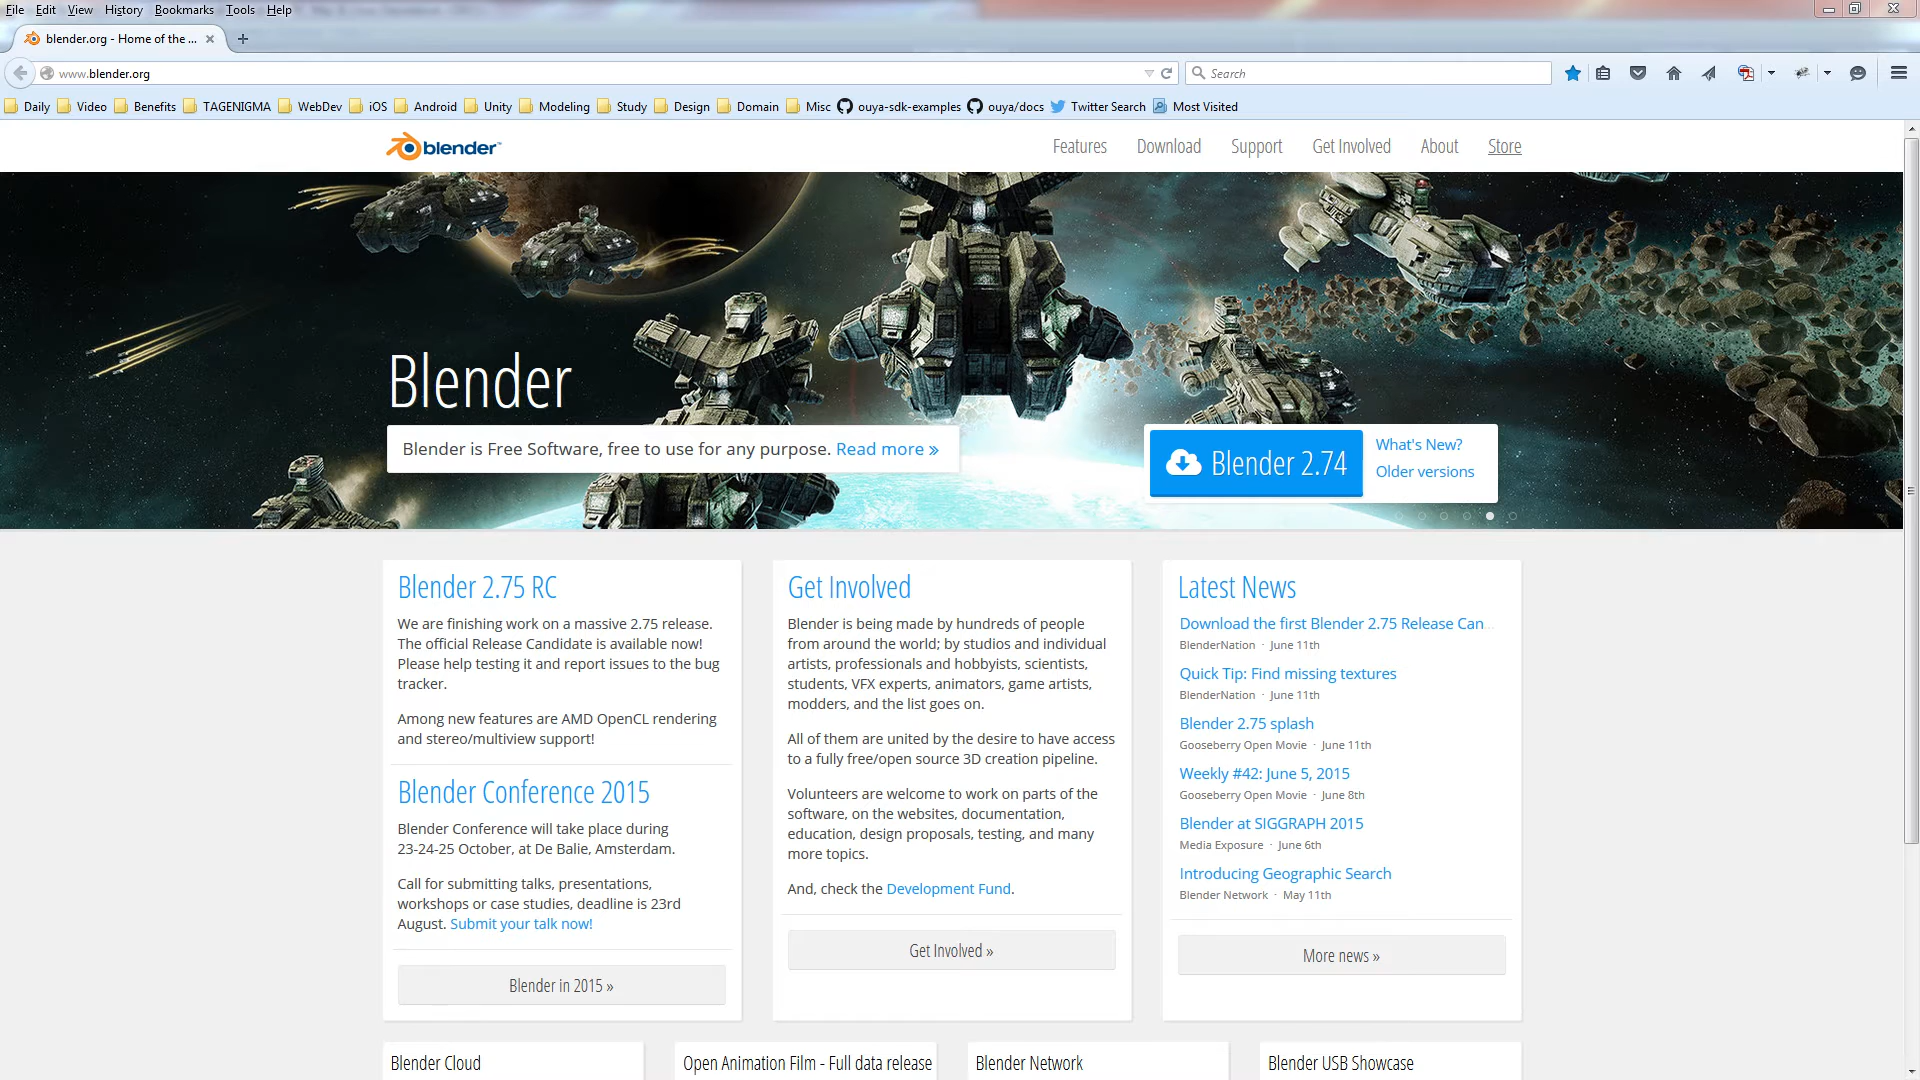 File Edit View History Bookmarks Tools Help
blender.org - Home of the ...
www.blender.org
Search
Daily Video Benefits TAGENIGMA WebDev iOS Android Unity Modeling Study Design Domain Misc ouya-sdk-examples ouya/docs Twitter Search Most Visited
blender™
Features Download Support Get Involved About Store
Blender
Blender is Free Software, free to use for any purpose. Read more »
Blender 2.74
What's New?
Older versions
Blender 2.75 RC
We are finishing work on a massive 2.75 release.
The official Release Candidate is available now!
Please help testing it and report issues to the bug
tracker.
Among new features are AMD OpenCL rendering
and stereo/multiview support!
Blender Conference 2015
Blender Conference will take place during
23-24-25 October, at De Balie, Amsterdam.
Call for submitting talks, presentations,
workshops or case studies, deadline is 23rd
August. Submit your talk now!
Blender in 2015 »
Get Involved
Blender is being made by hundreds of people
from around the world; by studios and individual
artists, professionals and hobbyists, scientists,
students, VFX experts, animators, game artists,
modders, and the list goes on.
All of them are united by the desire to have access
to a fully free/open source 3D creation pipeline.
Volunteers are welcome to work on parts of the
software, on the websites, documentation,
education, design proposals, testing, and many
more topics.
And, check the Development Fund.
Get Involved »
Latest News
Download the first Blender 2.75 Release Can...
BlenderNation · June 11th
Quick Tip: Find missing textures
BlenderNation · June 11th
Blender 2.75 splash
Gooseberry Open Movie · June 11th
Weekly #42: June 5, 2015
Gooseberry Open Movie · June 8th
Blender at SIGGRAPH 2015
Media Exposure · June 6th
Introducing Geographic Search
Blender Network · May 11th
More news »
Blender Cloud
Open Animation Film - Full data release
Blender Network
Blender USB Showcase